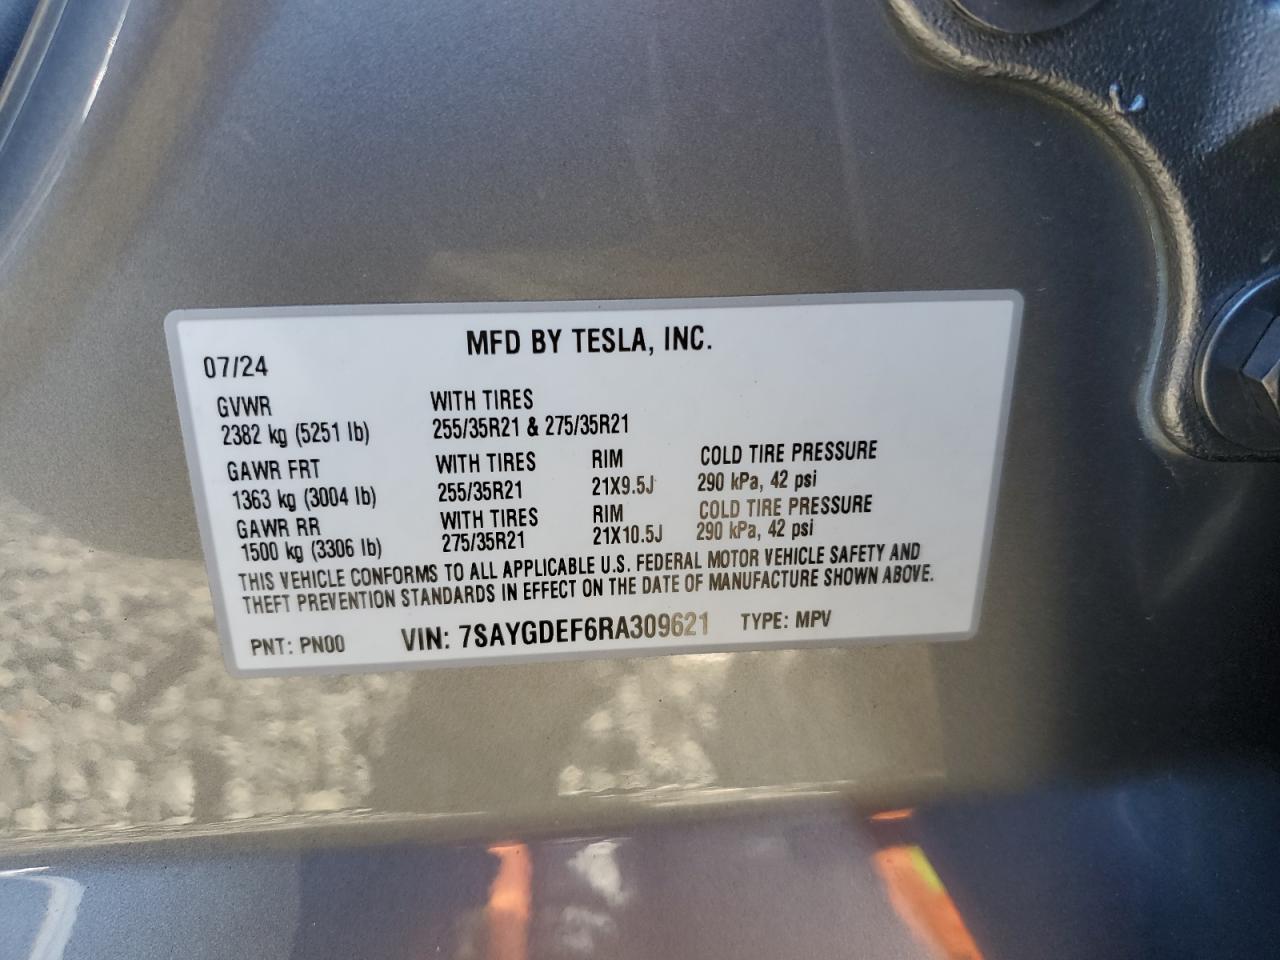 MFD BY TESLA, INC.
07/24
GVWR WITH TIRES
2382 kg (5251 lb) 255/35R21 & 275/35R21
GAWR FRT WITH TIRES RIM COLD TIRE PRESSURE
1363 kg (3004 lb) 255/35R21 21X9.5J 290 kPa, 42 psi
GAWR RR WITH TIRES RIM COLD TIRE PRESSURE
1500 kg (3306 lb) 275/35R21 21X10.5J 290 kPa, 42 psi
THIS VEHICLE CONFORMS TO ALL APPLICABLE U.S. FEDERAL MOTOR VEHICLE SAFETY AND
THEFT PREVENTION STANDARDS IN EFFECT ON THE DATE OF MANUFACTURE SHOWN ABOVE.
PNT: PN00 VIN: 7SAYGDEF6RA309621 TYPE: MPV